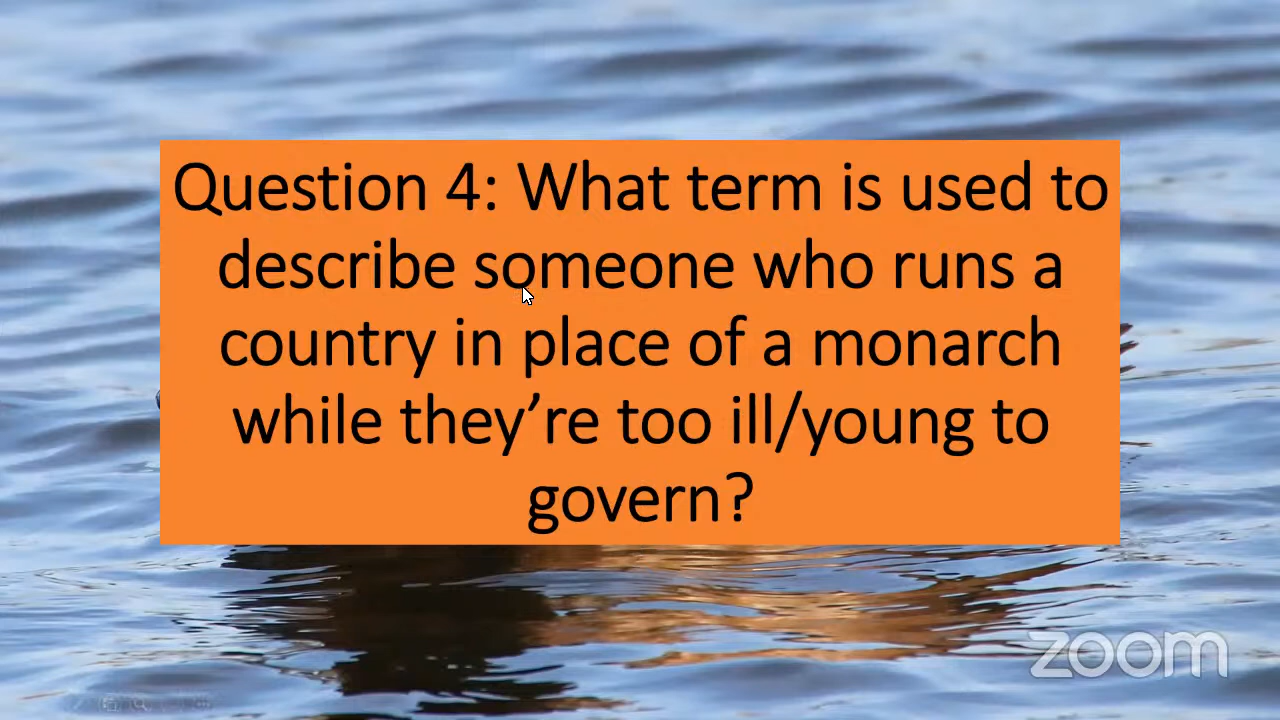 Question 4: What term is used to
describe someone who runs a
country in place of a monarch
while they’re too ill/young to
govern?
zoom